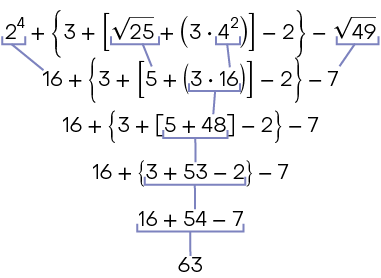 2⁴ + {3 + [√25 + (3 · 4²)] − 2} − √49
16 + {3 + [5 + (3 · 16)] − 2} − 7
16 + {3 + [5 + 48] − 2} − 7
16 + {3 + 53 − 2} − 7
16 + 54 − 7
63